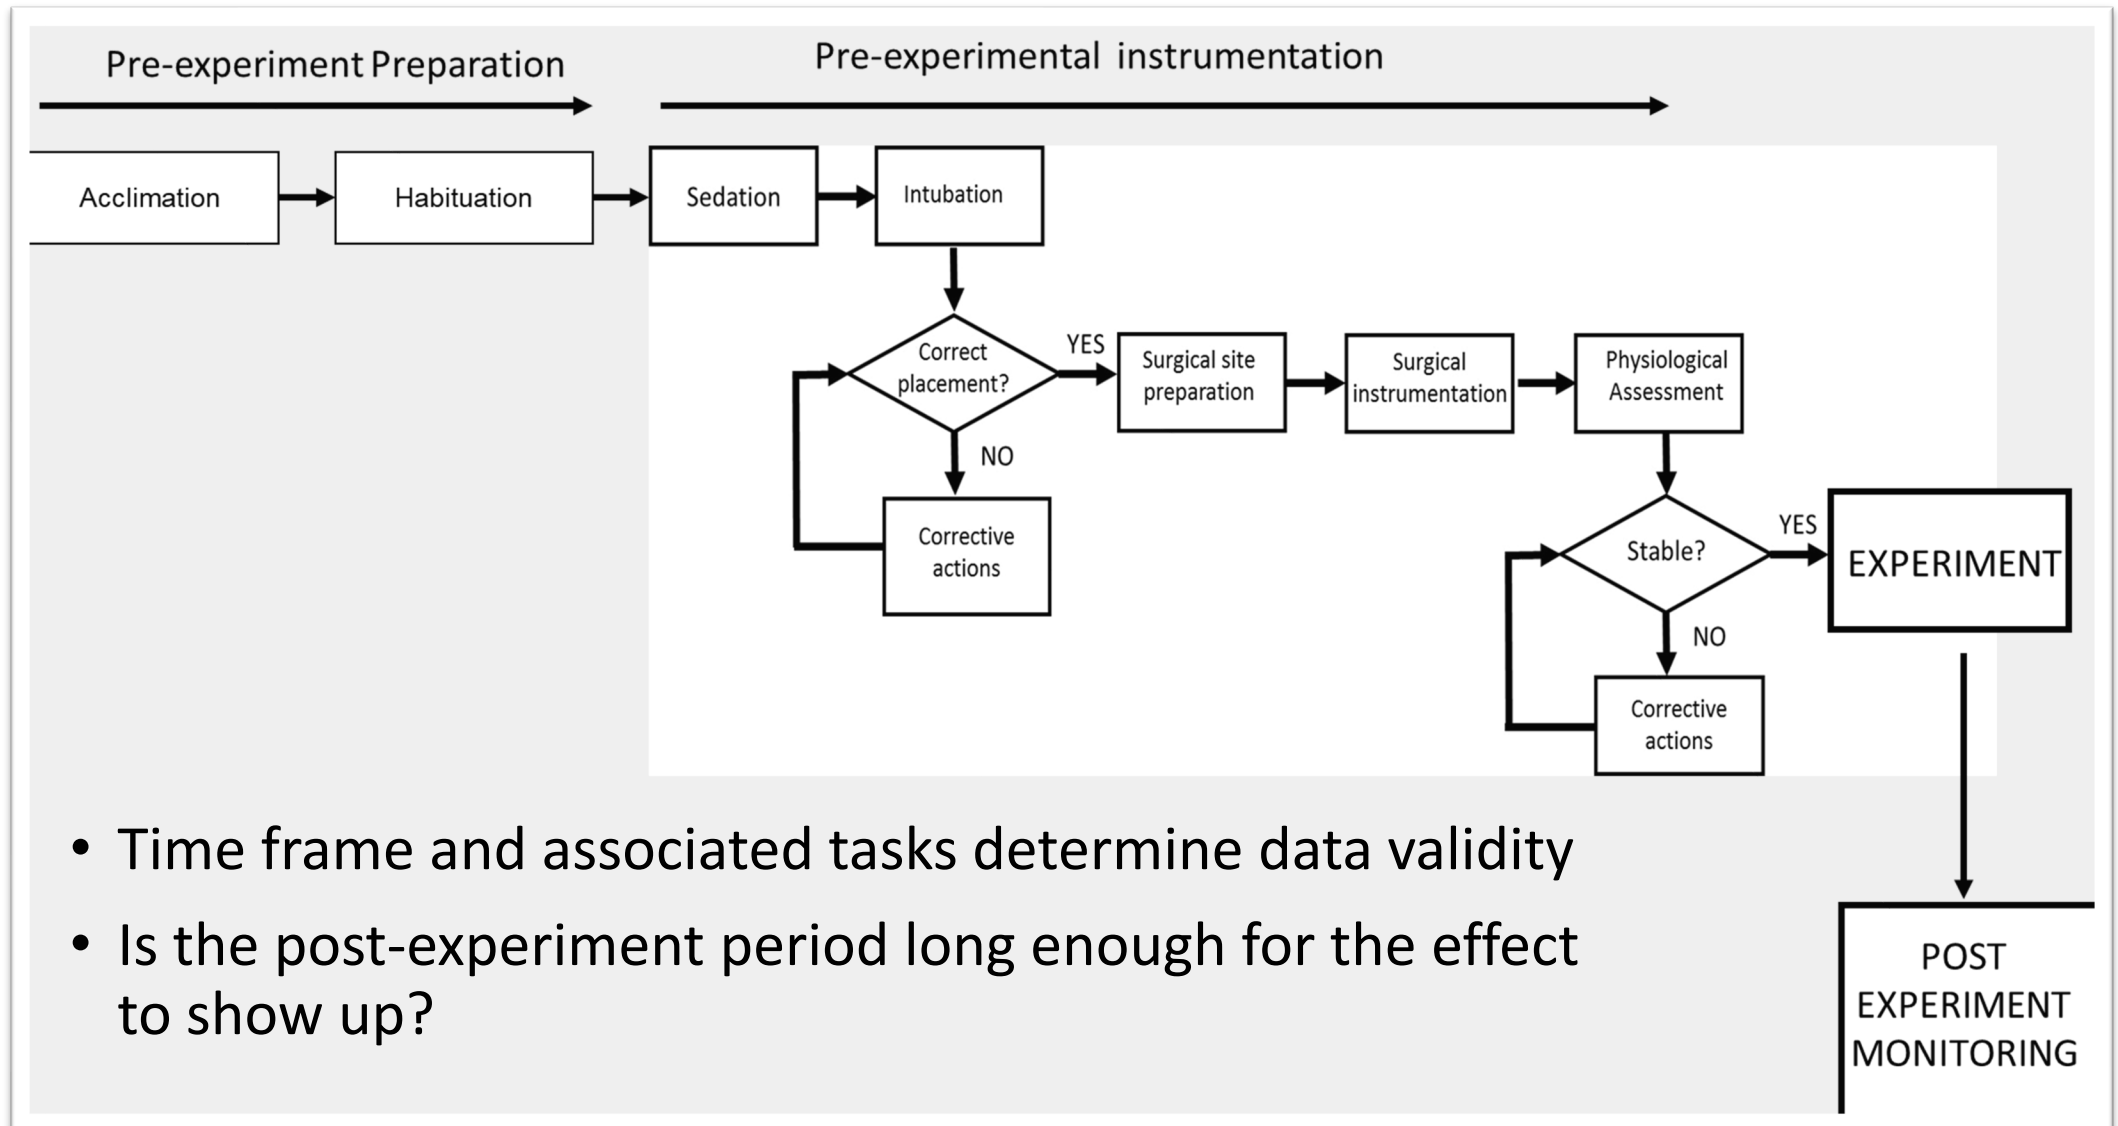 Pre-experiment Preparation
Pre-experimental instrumentation
Acclimation
Habituation
Sedation
Intubation
Correct
placement?
YES
Surgical site
preparation
Surgical
instrumentation
Physiological
Assessment
NO
Corrective
actions
Stable?
YES
EXPERIMENT
NO
Corrective
actions
• Time frame and associated tasks determine data validity
• Is the post-experiment period long enough for the effect
to show up?
POST
EXPERIMENT
MONITORING